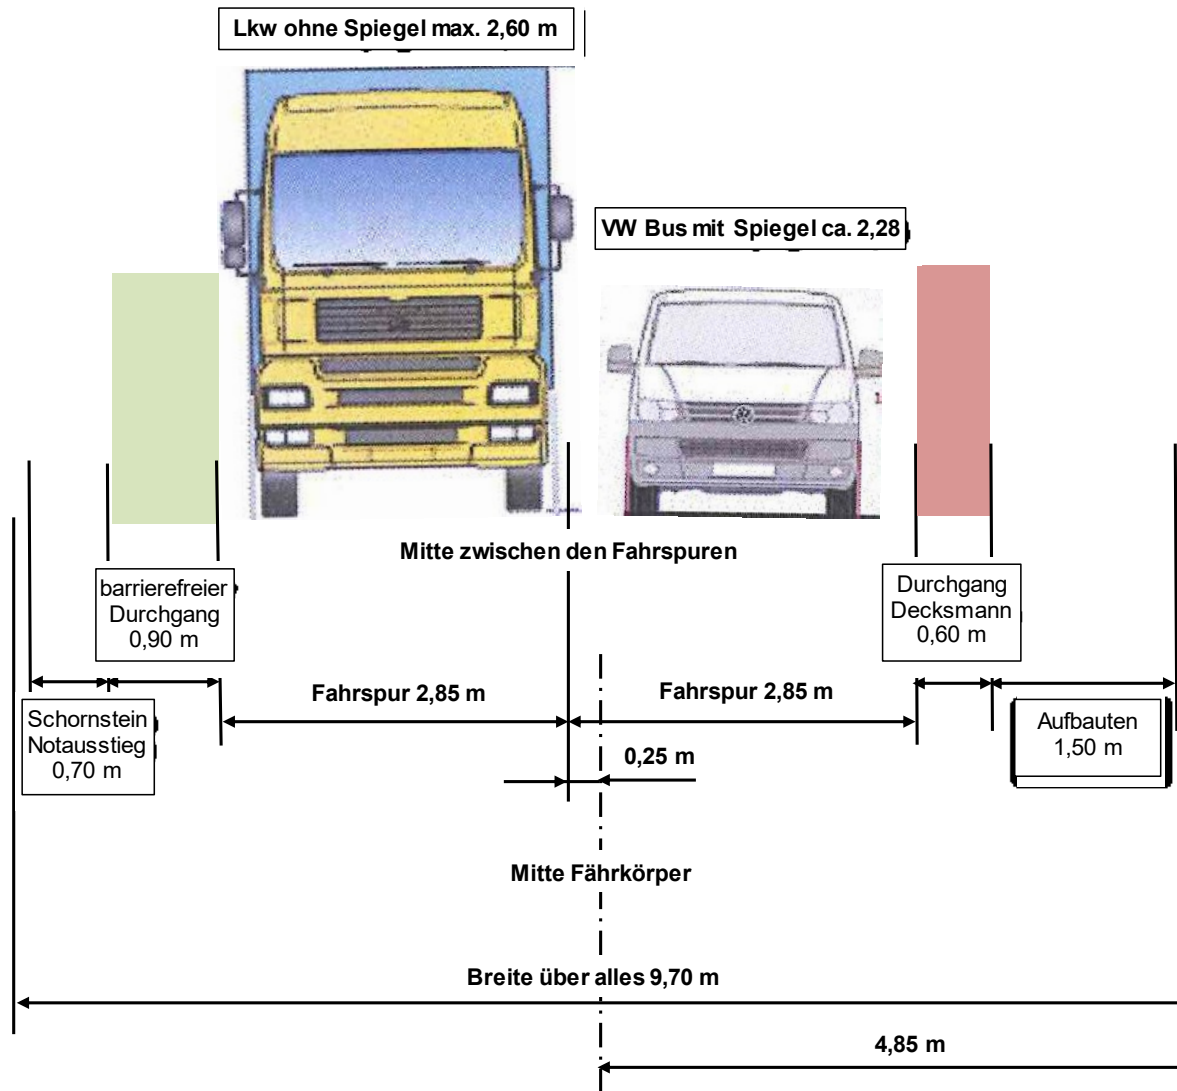 Lkw ohne Spiegel max. 2,60 m
VW Bus mit Spiegel ca. 2,28
Mitte zwischen den Fahrspuren
barrierefreier
Durchgang
0,90 m
Durchgang
Decksmann
0,60 m
Fahrspur 2,85 m
Fahrspur 2,85 m
Schornstein
Notausstieg
0,70 m
Aufbauten
1,50 m
0,25 m
Mitte Fährkörper
Breite über alles 9,70 m
4,85 m